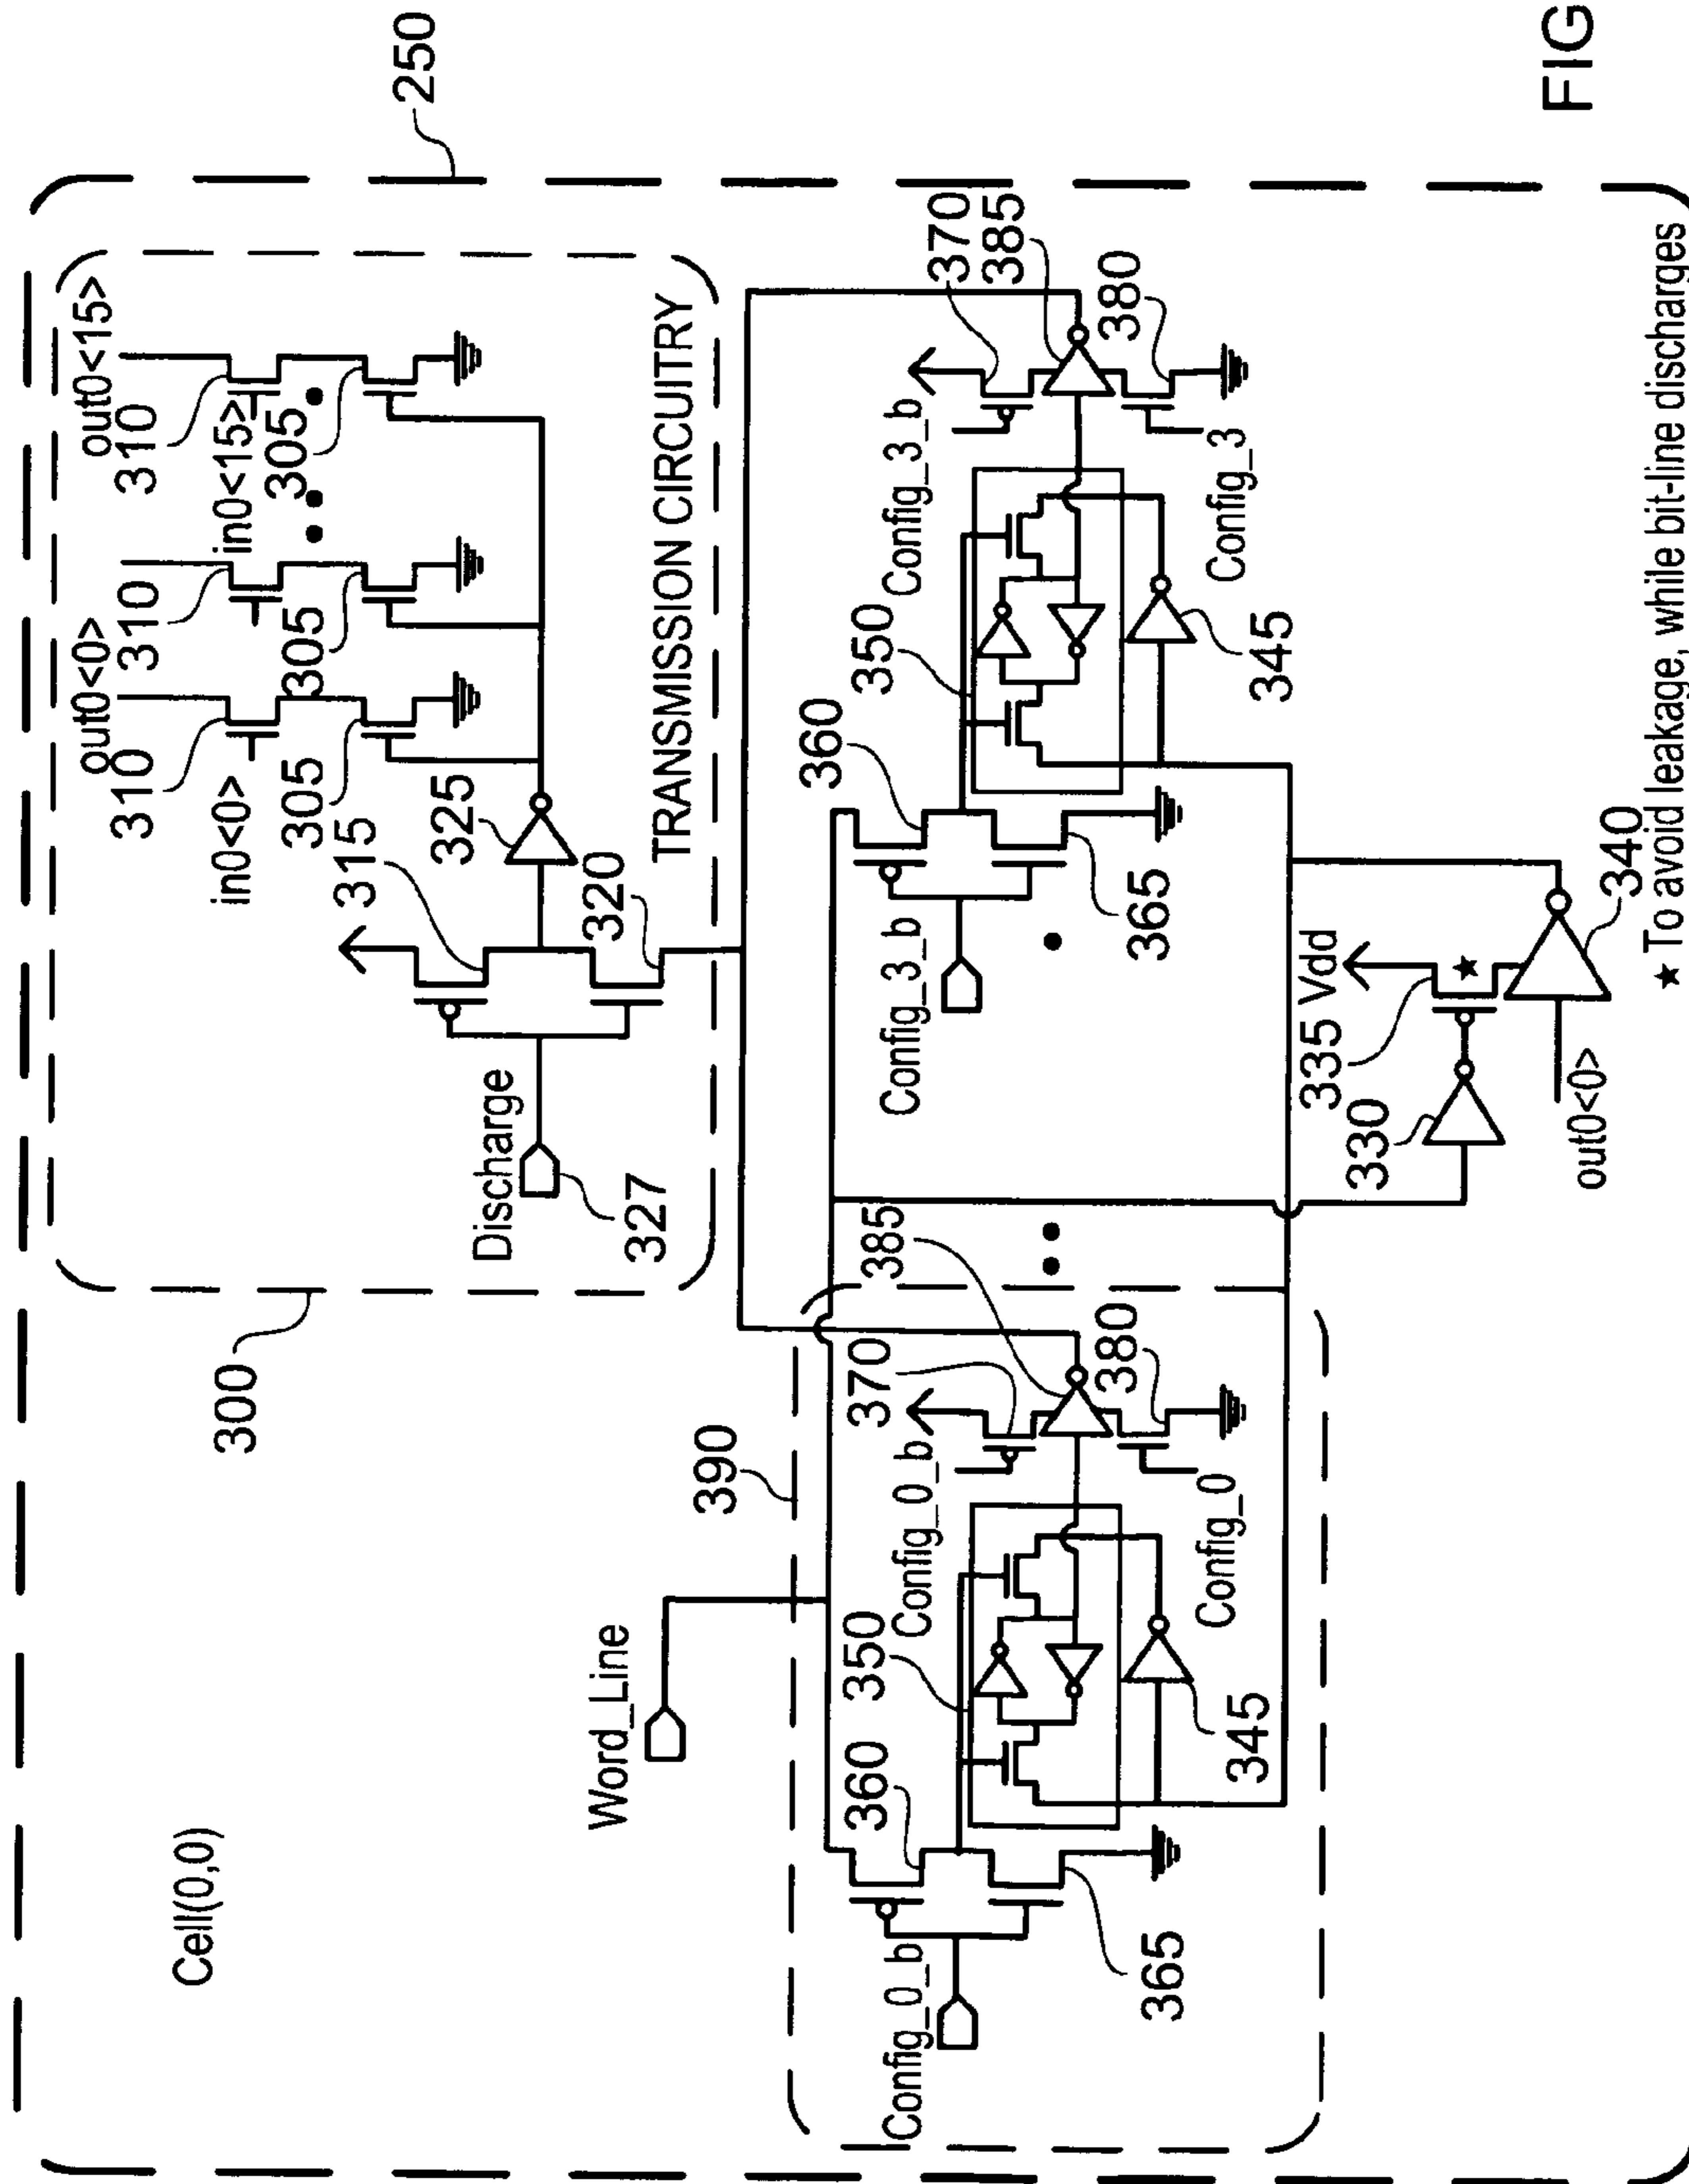 Cell(0,0)
300
250
out0<0>
out0<15>
310
310
310
in0<0>
in0<15>
305
305
305
315
325
320
Discharge
327
TRANSMISSION CIRCUITRY
Word_Line
390
Config_0_b
360
365
350
345
Config_0_b
370
385
380
Config_0
Config_3_b
360
365
350
345
Config_3_b
370
385
380
Config_3
330
335
Vdd
340
out0<0>
★ To avoid leakage, while bit-line discharges
FIG